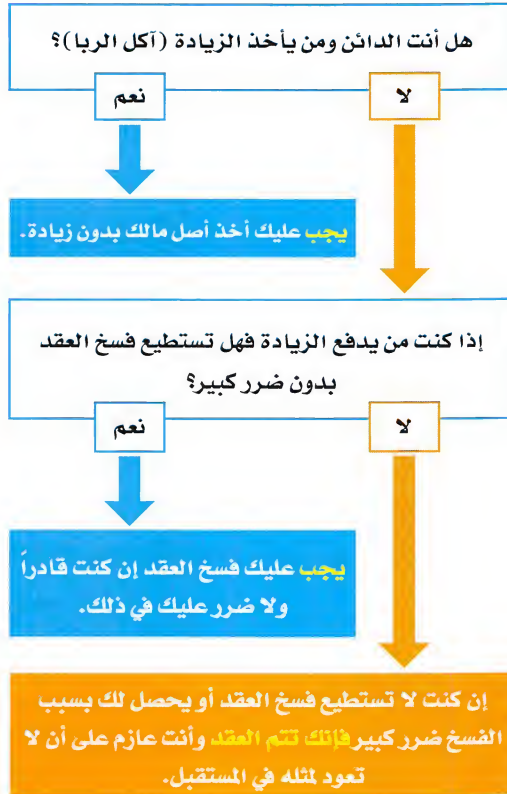 هل أنت الدائن ومن يأخذ الزيادة (آكل الربا)؟
لا
نعم
يجب عليك أخذ أصل مالك بدون زيادة.
إذا كنت من يدفع الزيادة فهل تستطيع فسخ العقد
بدون ضرر كبير؟
لا
نعم
يجب عليك فسخ العقد إن كنت قادراً
ولا ضرر عليك في ذلك.
إن كنت لا تستطيع فسخ العقد أو يحصل لك بسبب
الفسخ ضرر كبير فإنك تتم العقد وأنت عازم على أن لا
تعود لمثله في المستقبل.